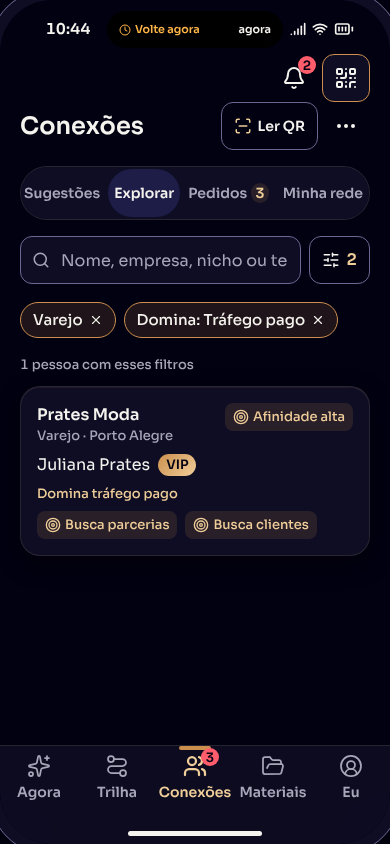 10:44 Volte agora agora
2
Conexões Ler QR
Sugestões Explorar Pedidos 3 Minha rede
Nome, empresa, nicho ou te 2
Varejo Domina: Tráfego pago
1 pessoa com esses filtros
Prates Moda Afinidade alta
Varejo · Porto Alegre
Juliana Prates VIP
Domina tráfego pago
Busca parcerias Busca clientes
3
Agora Trilha Conexões Materiais Eu